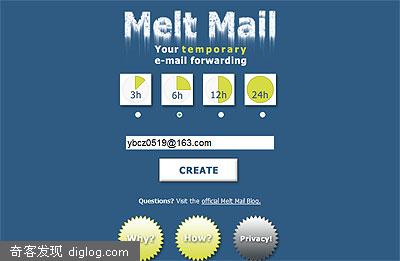 Melt Mail
Your temporary
e-mail forwarding
3h 6h 12h 24h
ybcz0519@163.com
CREATE
Questions? Visit the official Melt Mail Blog.
Why? How? Privacy!
奇客发现 diglog.com